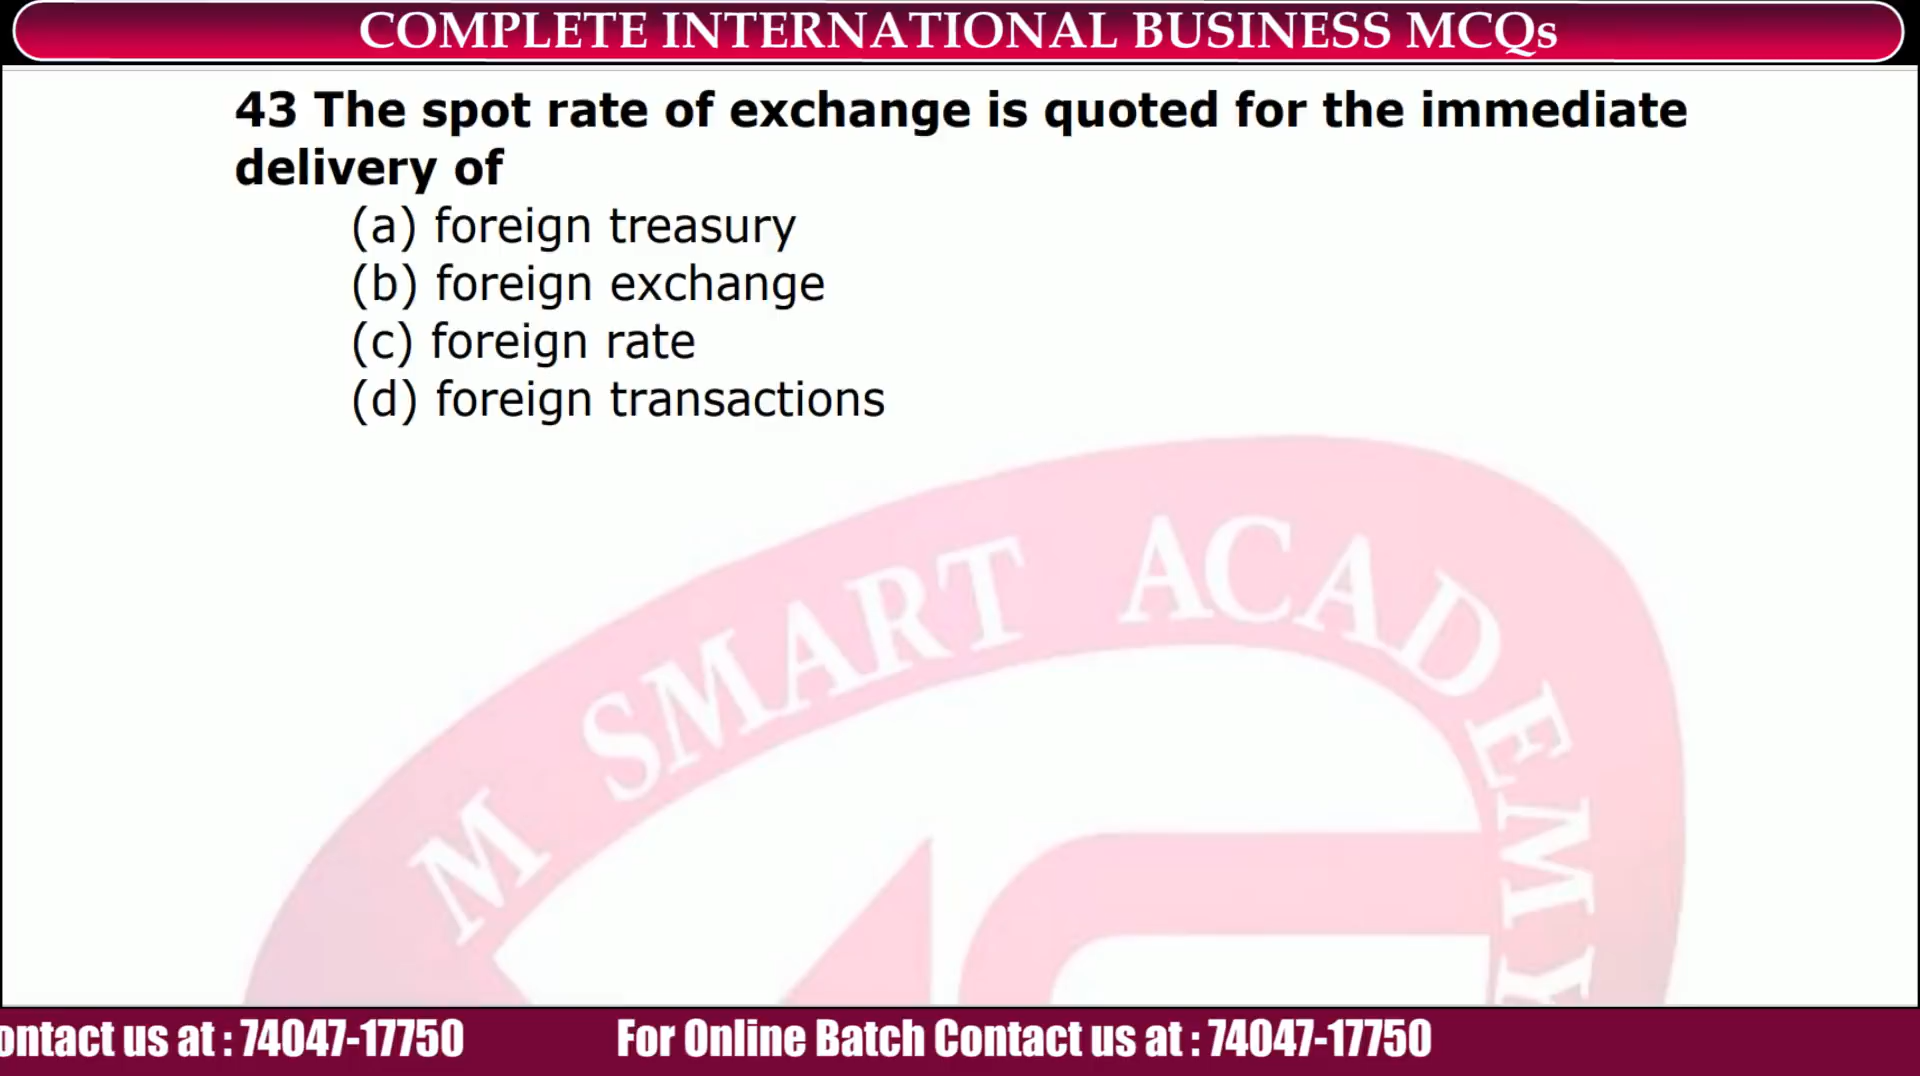 COMPLETE INTERNATIONAL BUSINESS MCQs
43 The spot rate of exchange is quoted for the immediate
delivery of
(a) foreign treasury
(b) foreign exchange
(c) foreign rate
(d) foreign transactions
M SMART ACADEMY
ontact us at : 74047-17750 For Online Batch Contact us at : 74047-17750